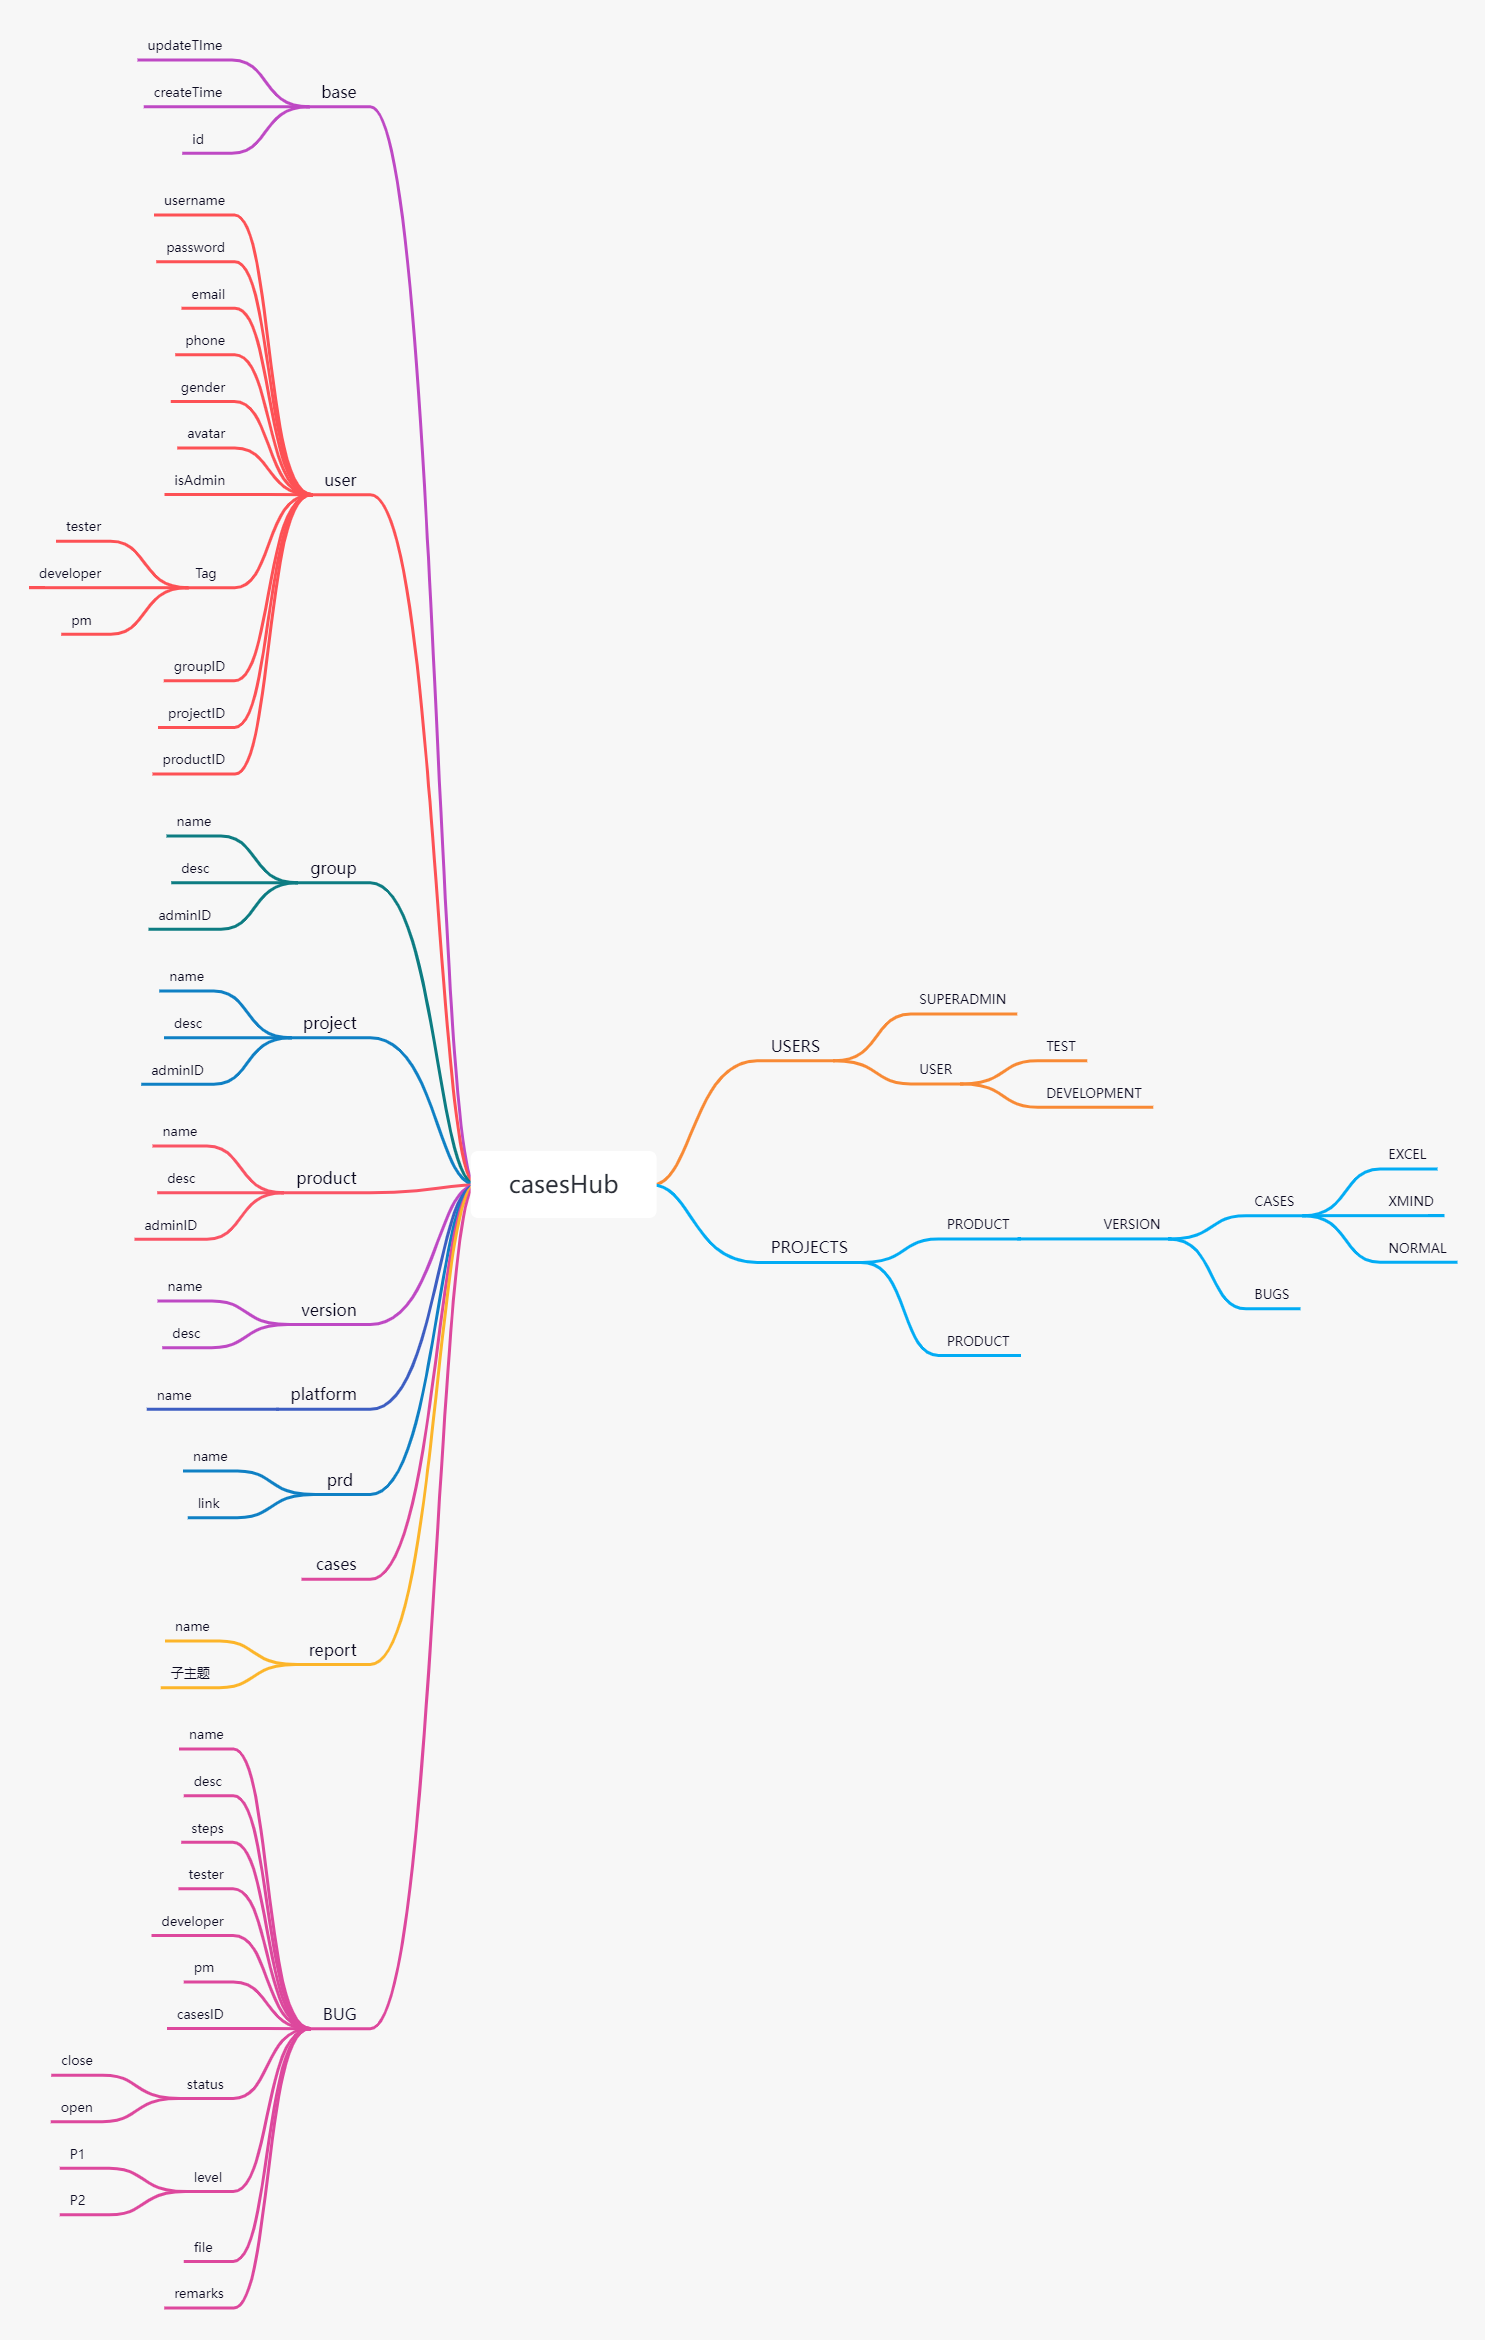 updateTIme
createTime
id
base
username
password
email
phone
gender
avatar
isAdmin
user
tester
developer
pm
Tag
groupID
projectID
productID
name
desc
adminID
group
name
desc
adminID
project
name
desc
adminID
product
name
desc
version
name
platform
name
link
prd
cases
name
子主题
report
name
desc
steps
tester
developer
pm
casesID
BUG
close
open
status
P1
P2
level
file
remarks
casesHub
USERS
SUPERADMIN
USER
TEST
DEVELOPMENT
PROJECTS
PRODUCT
VERSION
CASES
EXCEL
XMIND
NORMAL
BUGS
PRODUCT